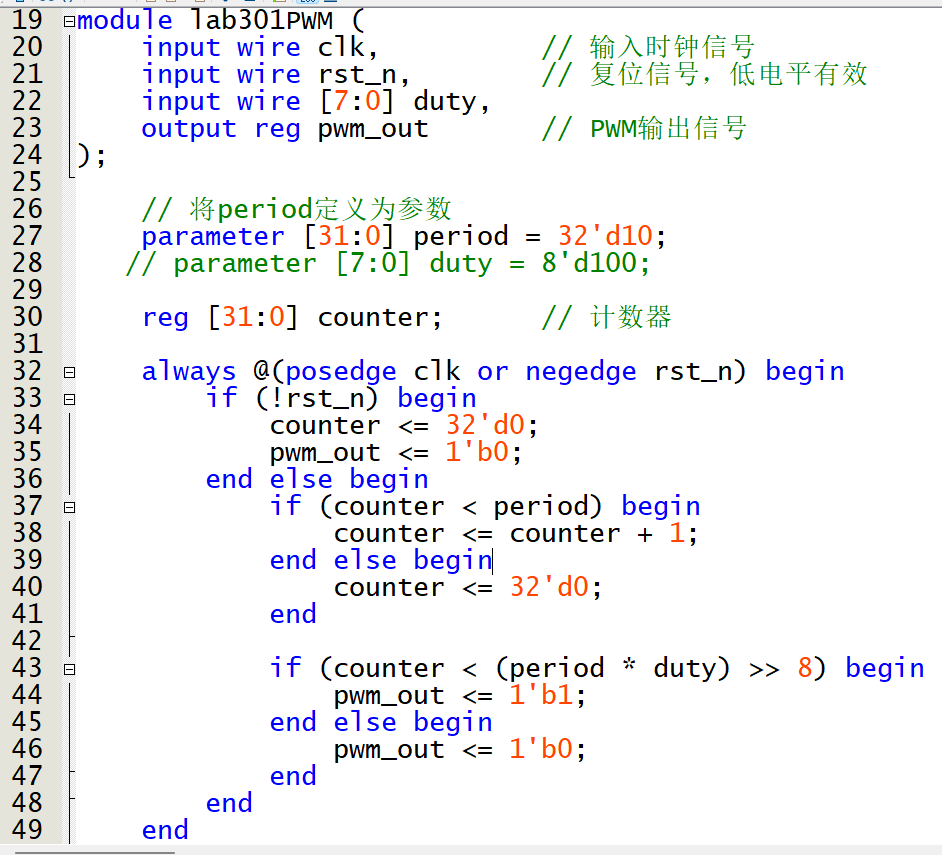 19 module lab301PWM (
20     input wire clk,          // 输入时钟信号
21     input wire rst_n,        // 复位信号，低电平有效
22     input wire [7:0] duty,
23     output reg pwm_out       // PWM输出信号
24 );
25
26     // 将period定义为参数
27     parameter [31:0] period = 32'd10;
28    // parameter [7:0] duty = 8'd100;
29
30     reg [31:0] counter;      // 计数器
31
32     always @(posedge clk or negedge rst_n) begin
33         if (!rst_n) begin
34             counter <= 32'd0;
35             pwm_out <= 1'b0;
36         end else begin
37             if (counter < period) begin
38                 counter <= counter + 1;
39             end else begin
40                 counter <= 32'd0;
41             end
42
43             if (counter < (period * duty) >> 8) begin
44                 pwm_out <= 1'b1;
45             end else begin
46                 pwm_out <= 1'b0;
47             end
48         end
49     end